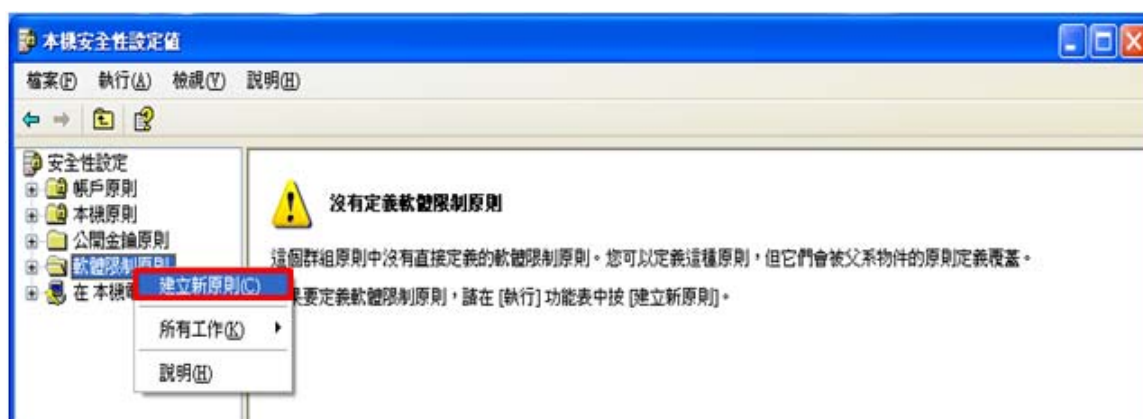 本機安全性設定值
檔案(F) 執行(A) 檢視(V) 說明(H)
安全性設定
帳戶原則
本機原則
公開金鑰原則
軟體限制原則
在 本機
建立新原則(C)
所有工作(K)
說明(H)
沒有定義軟體限制原則
這個群組原則中沒有直接定義的軟體限制原則。您可以定義這種原則，但它們會被父系物件的原則定義覆蓋。
要定義軟體限制原則，請在 [執行] 功能表中按 [建立新原則]。